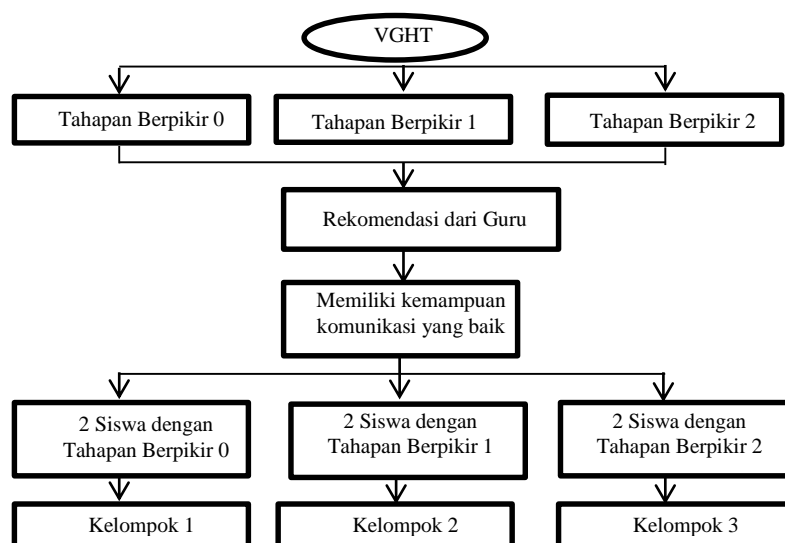 VGHT
Tahapan Berpikir 0
Tahapan Berpikir 1
Tahapan Berpikir 2
Rekomendasi dari Guru
Memiliki kemampuan
komunikasi yang baik
2 Siswa dengan
Tahapan Berpikir 0
2 Siswa dengan
Tahapan Berpikir 1
2 Siswa dengan
Tahapan Berpikir 2
Kelompok 1
Kelompok 2
Kelompok 3